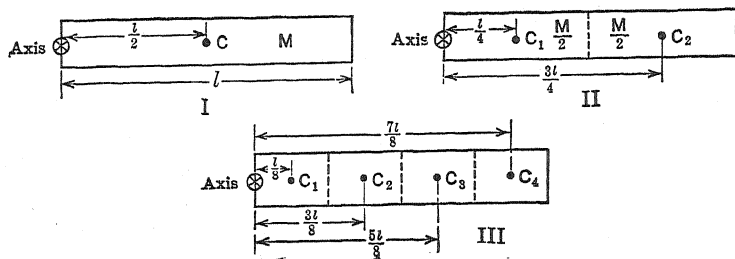 l/2
Axis C M
l
I
l/4
Axis C₁ M/2 M/2 C₂
3l/4
II
7l/8
l/8
Axis C₁ C₂ C₃ C₄
3l/8
5l/8
III